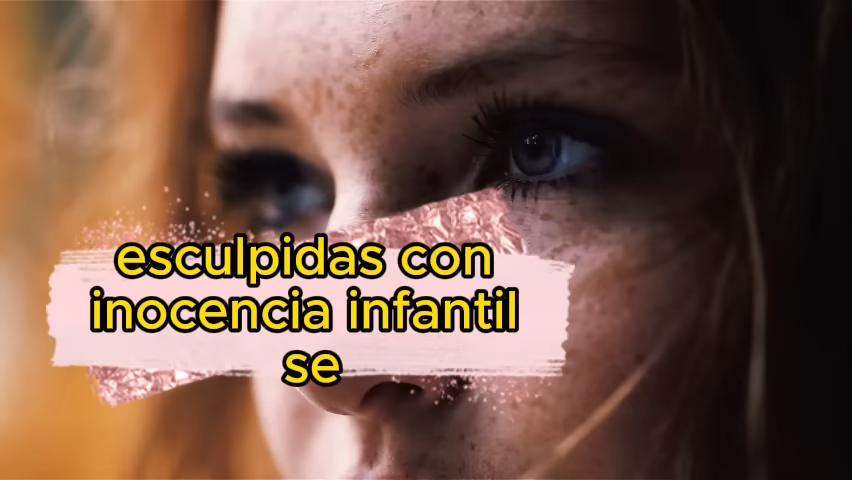 esculpidas con
inocencia infantil
se